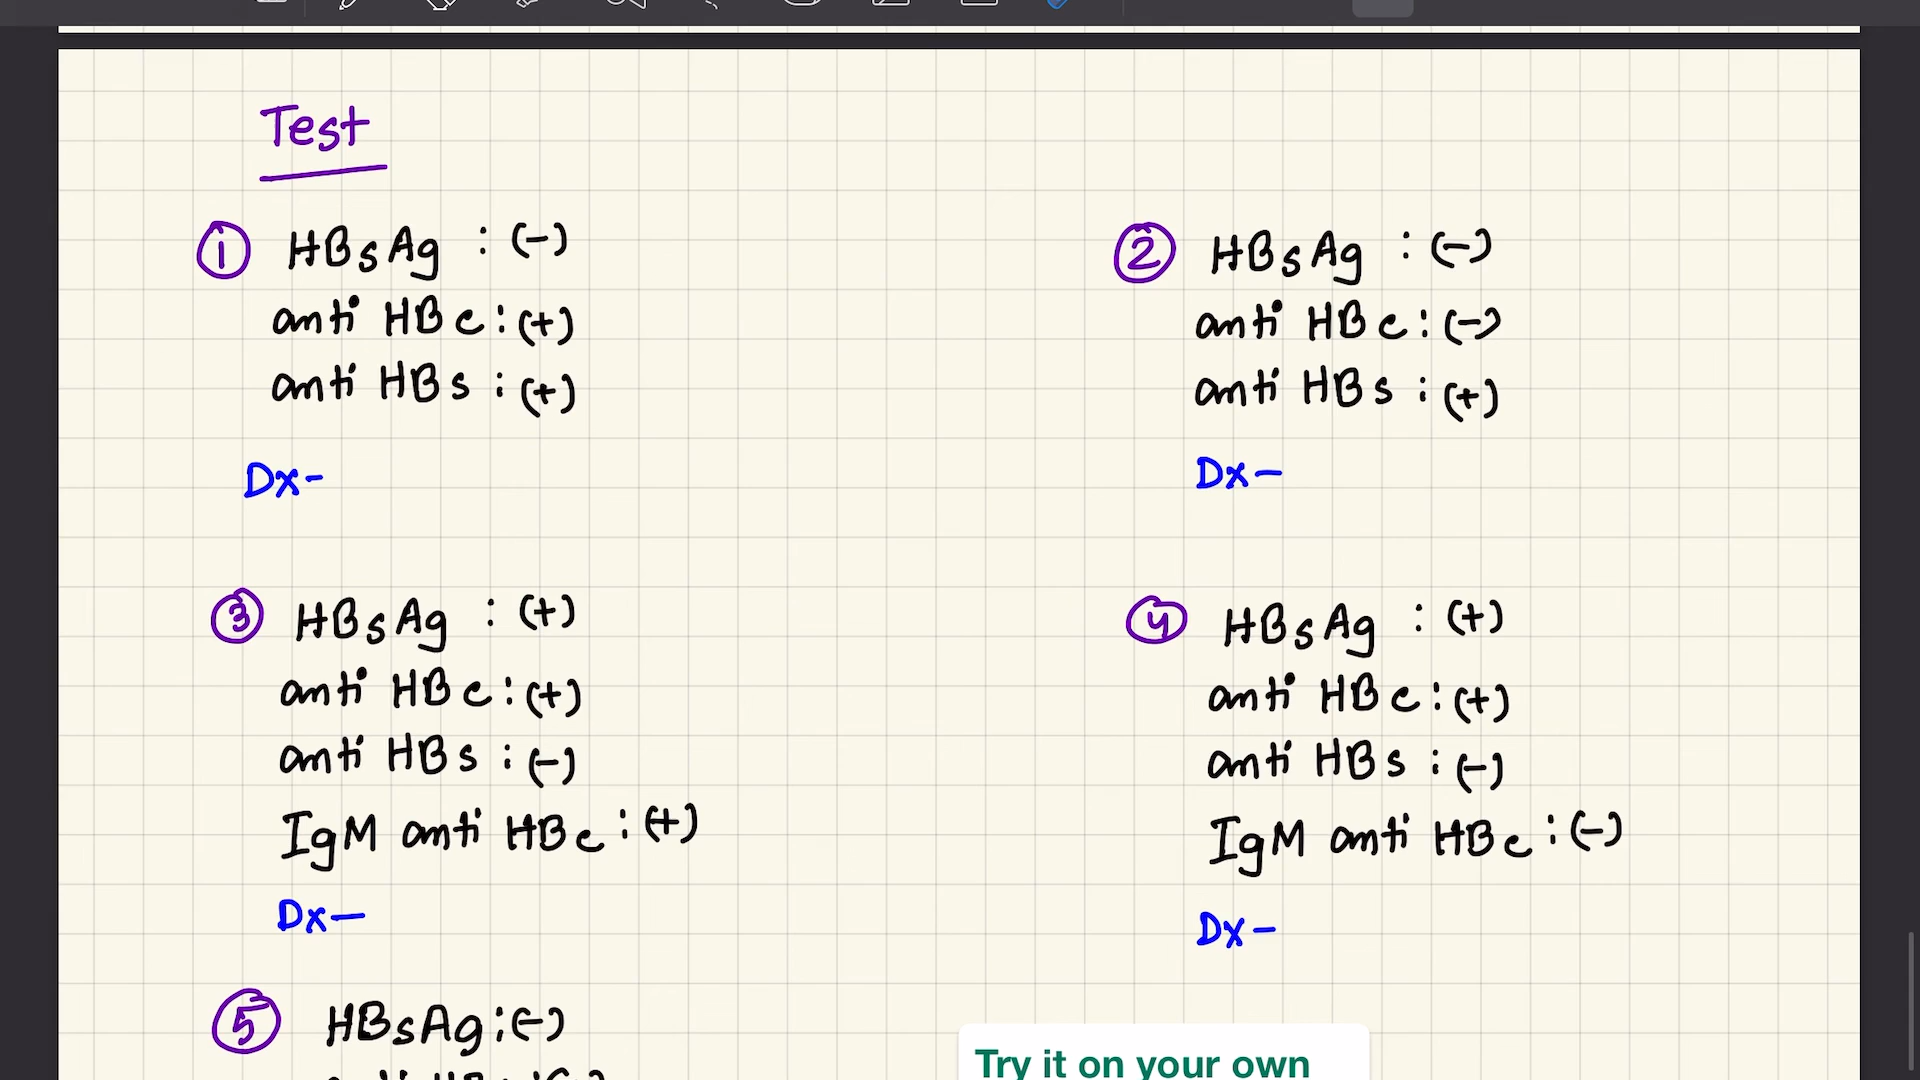 Test
① HBsAg : (-)
anti HBc : (+)
anti HBs : (+)
Dx-
② HBsAg : (-)
anti HBc : (-)
anti HBs : (+)
Dx-
③ HBsAg : (+)
anti HBc : (+)
anti HBs : (-)
IgM anti HBc : (+)
Dx-
④ HBsAg : (+)
anti HBc : (+)
anti HBs : (-)
IgM anti HBc : (-)
Dx-
⑤ HBsAg : (-)
Try it on your own